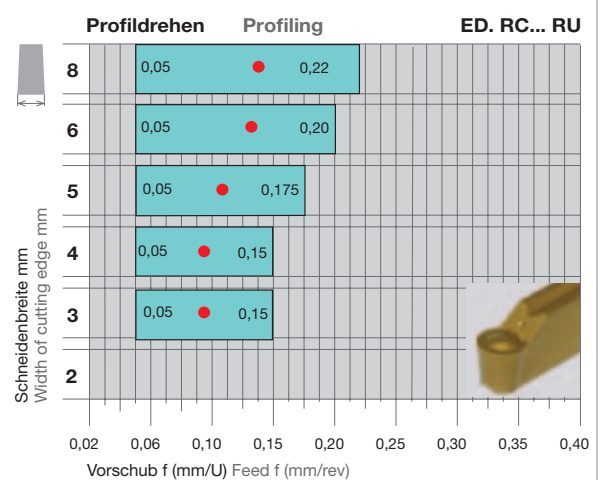 Profildrehen Profiling ED. RC... RU
8 0,05 0,22
6 0,05 0,20
5 0,05 0,175
4 0,05 0,15
3 0,05 0,15
2
Schneidenbreite mm
Width of cutting edge mm
0,02 0,06 0,10 0,15 0,20 0,25 0,30 0,35 0,40
Vorschub f (mm/U) Feed f (mm/rev)